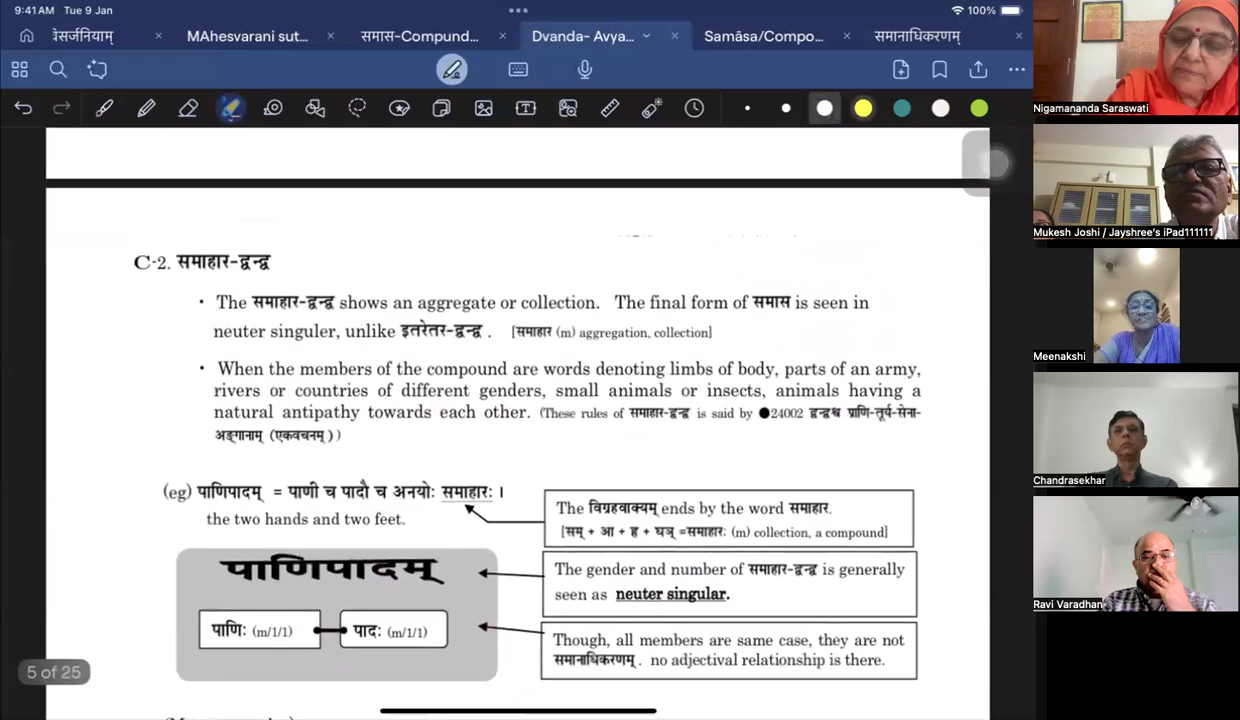 9:41 AM Tue 9 Jan
100%
वेसर्जनियाम् MAhesvarani sut... समास-Compund... Dvanda- Avya... Samāsa/Compo... समानाधिकरणम्
C-2. समाहार-द्वन्द्व
· The समाहार-द्वन्द्व shows an aggregate or collection. The final form of समास is seen in
neuter singuler, unlike इतरेतर-द्वन्द्व . [समाहार (m) aggregation, collection]
· When the members of the compound are words denoting limbs of body, parts of an army,
rivers or countries of different genders, small animals or insects, animals having a
natural antipathy towards each other. (These rules of समाहार-द्वन्द्व is said by ●24002 द्वन्द्वश्च प्राणि-तूर्य-सेना-
अङ्गानाम् (एकवचनम्))
(eg) पाणिपादम् = पाणी च पादौ च अनयोः समाहारः ।
the two hands and two feet.
The विग्रहवाक्यम् ends by the word समाहार.
[सम् + आ + ह्र + घञ् =समाहारः (m) collection, a compound]
पाणिपादम्
The gender and number of समाहार-द्वन्द्व is generally
seen as neuter singular.
पाणिः (m/1/1) पादः (m/1/1)
Though, all members are same case, they are not
समानाधिकरणम्. no adjectival relationship is there.
5 of 25
Nigamananda Saraswati
Mukesh Joshi / Jayshree's iPad111111
Meenakshi
Chandrasekhar
Ravi Varadhan